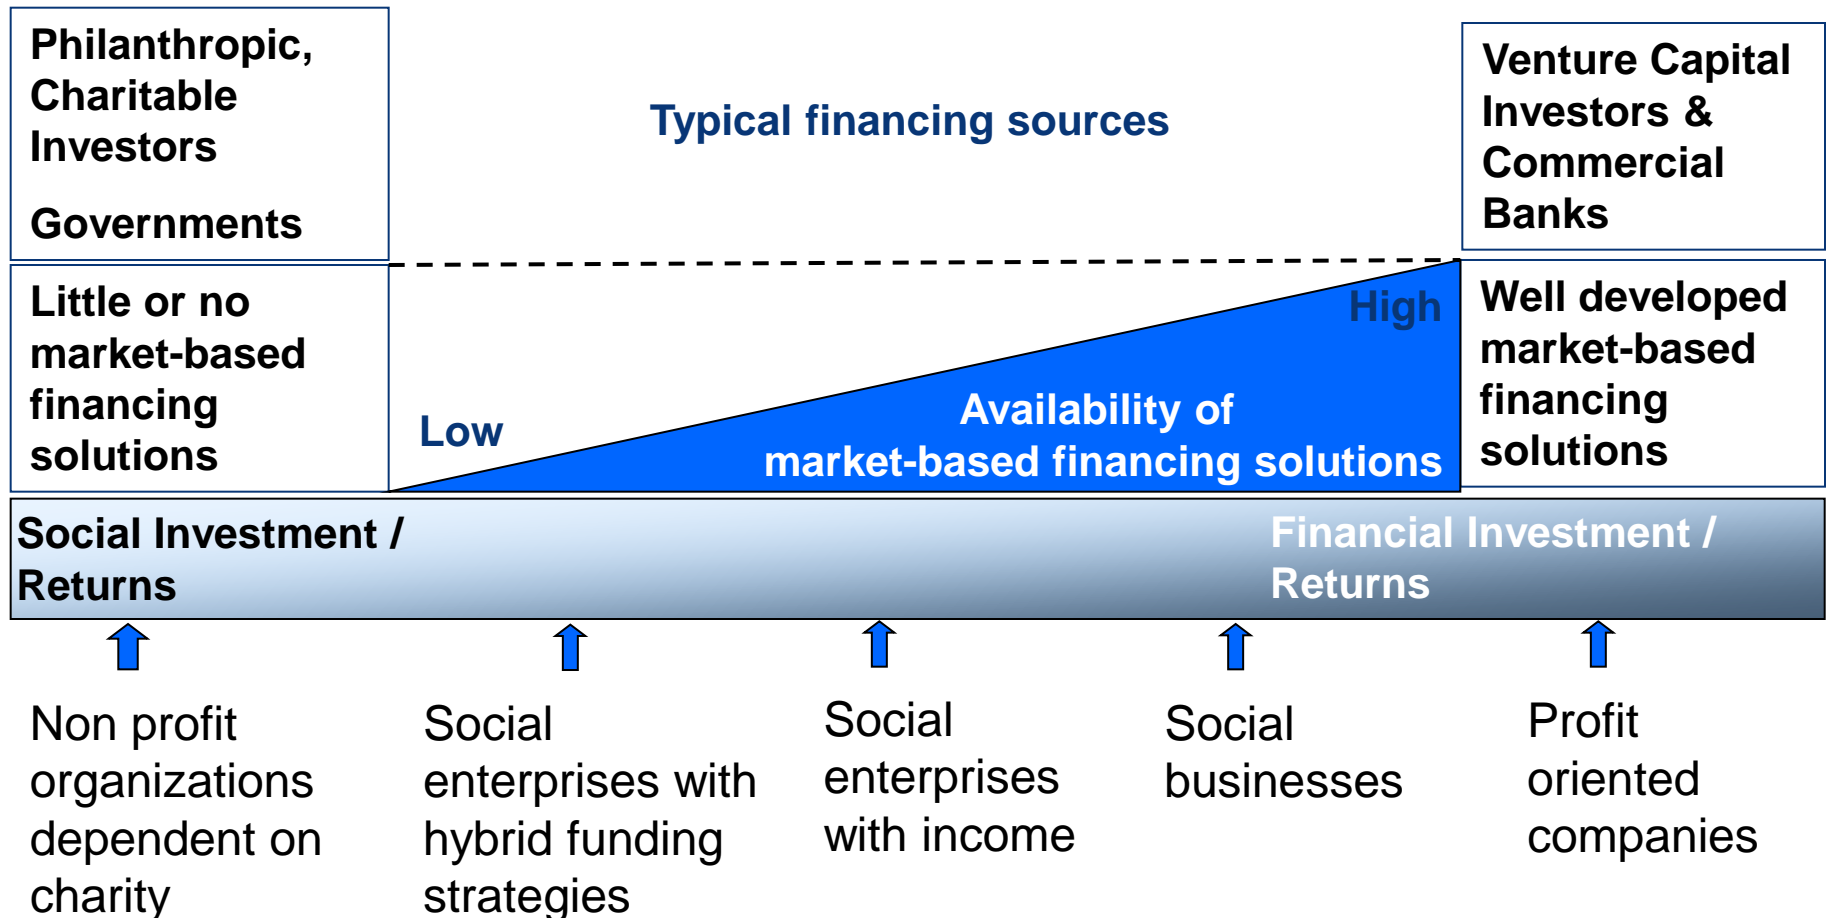 Philanthropic,
Charitable
Investors
Governments
Typical financing sources
Venture Capital
Investors &
Commercial
Banks
Little or no
market-based
financing
solutions
Low
High
Availability of
market-based financing solutions
Well developed
market-based
financing
solutions
Social Investment /
Returns
Financial Investment /
Returns
Non profit
organizations
dependent on
charity
Social
enterprises with
hybrid funding
strategies
Social
enterprises
with income
Social
businesses
Profit
oriented
companies